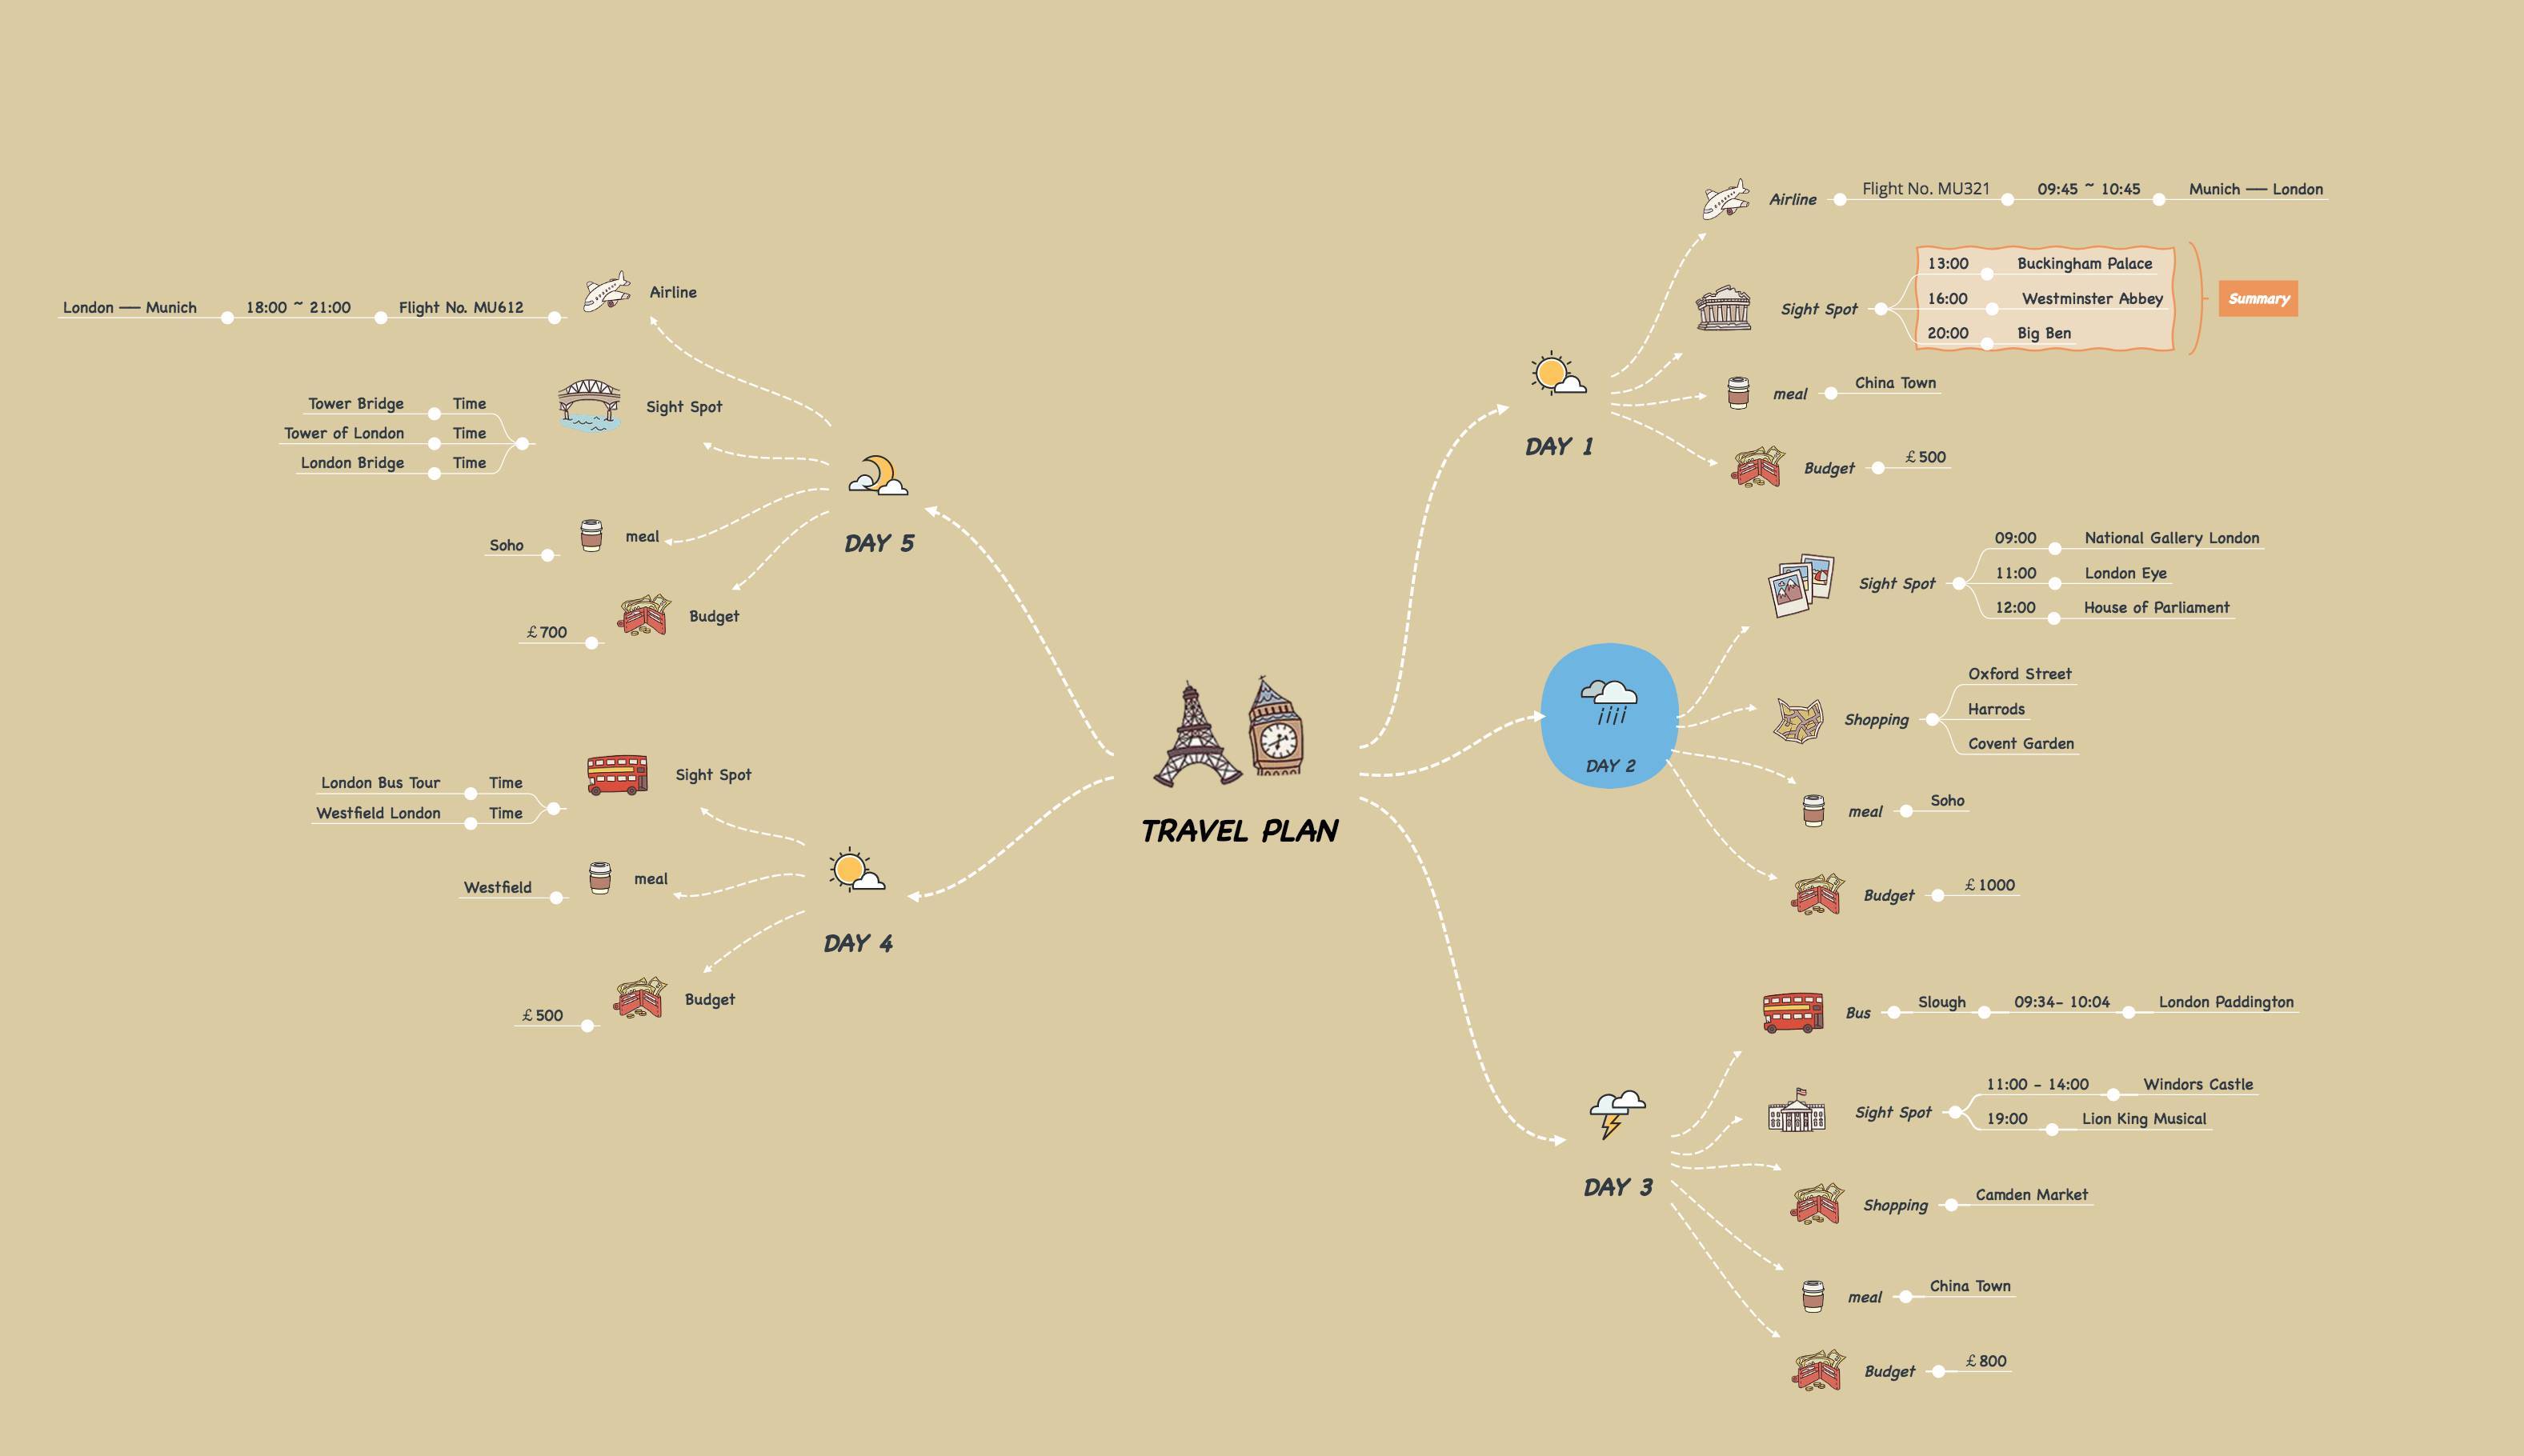 TRAVEL PLAN
DAY 1
Airline
Flight No. MU321
09:45 ~ 10:45
Munich — London
Sight Spot
13:00 Buckingham Palace
16:00 Westminster Abbey
20:00 Big Ben
Summary
meal
China Town
Budget
£500
DAY 2
Sight Spot
09:00 National Gallery London
11:00 London Eye
12:00 House of Parliament
Shopping
Oxford Street
Harrods
Covent Garden
meal
Soho
Budget
£1000
DAY 3
Bus
Slough
09:34- 10:04
London Paddington
Sight Spot
11:00 - 14:00 Windors Castle
19:00 Lion King Musical
Shopping
Camden Market
meal
China Town
Budget
£800
DAY 4
Sight Spot
London Bus Tour Time
Westfield London Time
meal
Westfield
Budget
£500
DAY 5
Airline
London — Munich
18:00 ~ 21:00
Flight No. MU612
Sight Spot
Tower Bridge Time
Tower of London Time
London Bridge Time
meal
Soho
Budget
£700